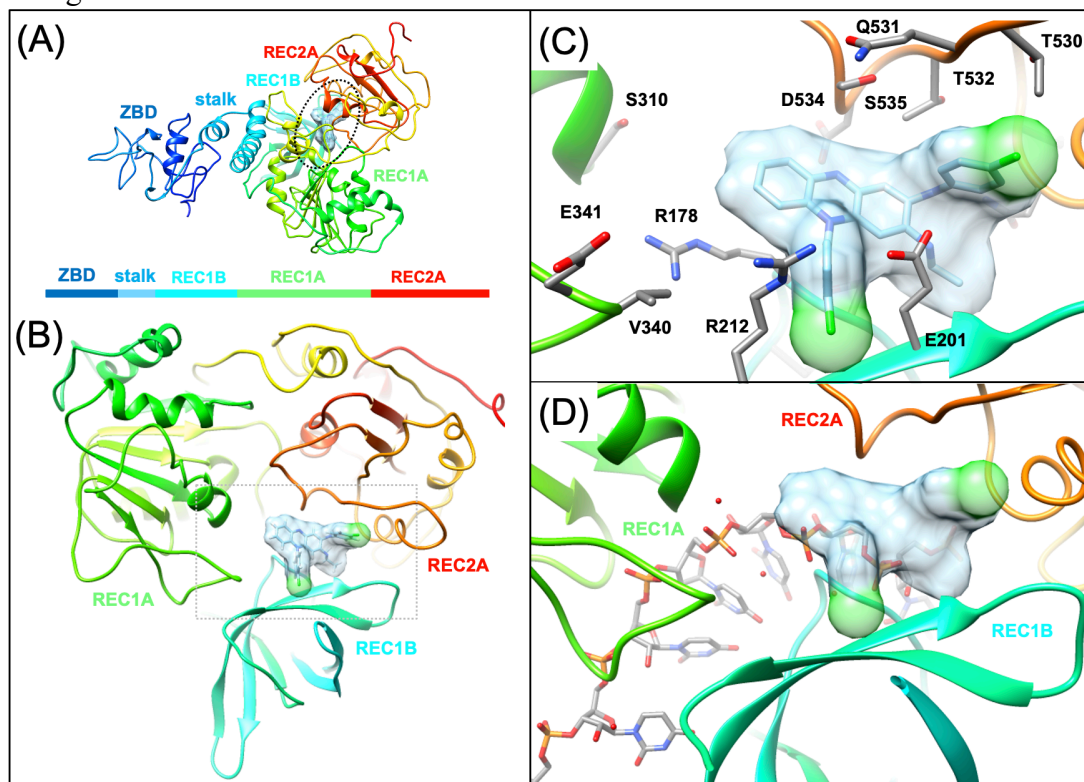 (A)
REC2A
REC1B
stalk
ZBD
REC1A
ZBD stalk REC1B REC1A REC2A
(B)
REC1A
REC2A
REC1B
(C)
Q531
T530
T532
D534
S535
S310
E341
R178
V340
R212
E201
(D)
REC2A
REC1A
REC1B